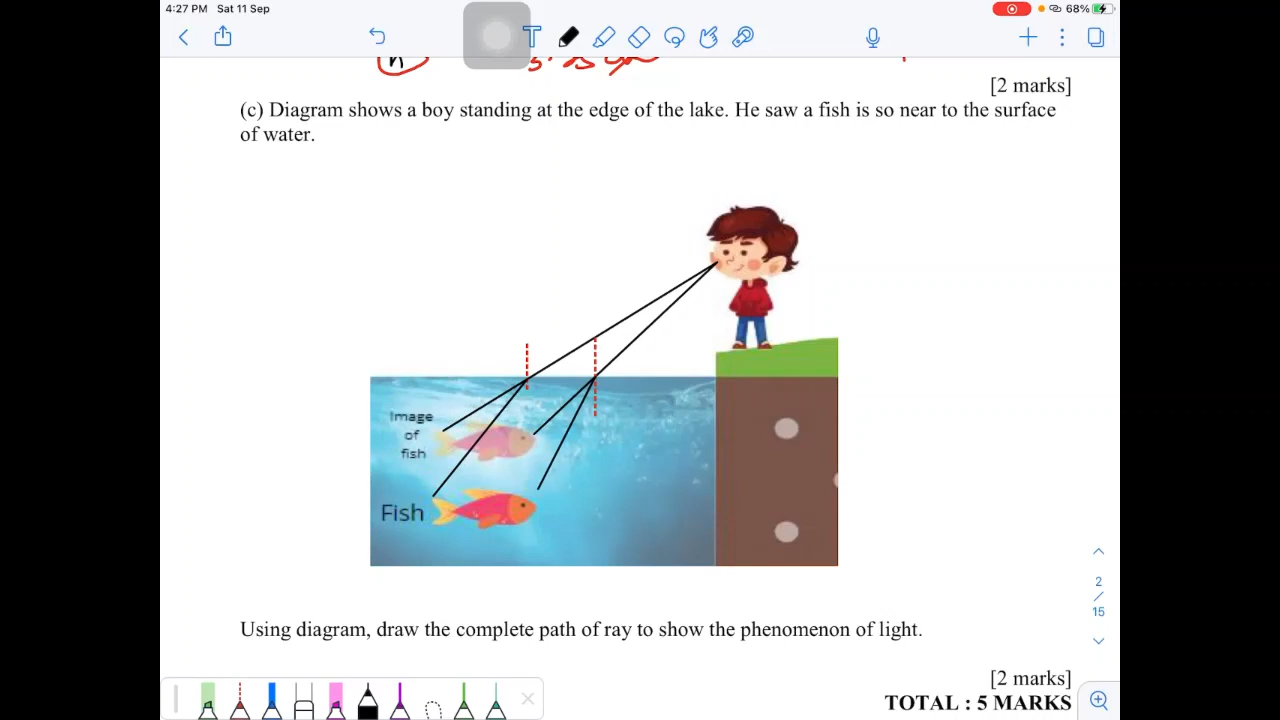 4:27 PM Sat 11 Sep
68%
[2 marks]
(c) Diagram shows a boy standing at the edge of the lake. He saw a fish is so near to the surface
of water.
Image
of
fish
Fish
2
/
15
Using diagram, draw the complete path of ray to show the phenomenon of light.
[2 marks]
TOTAL : 5 MARKS